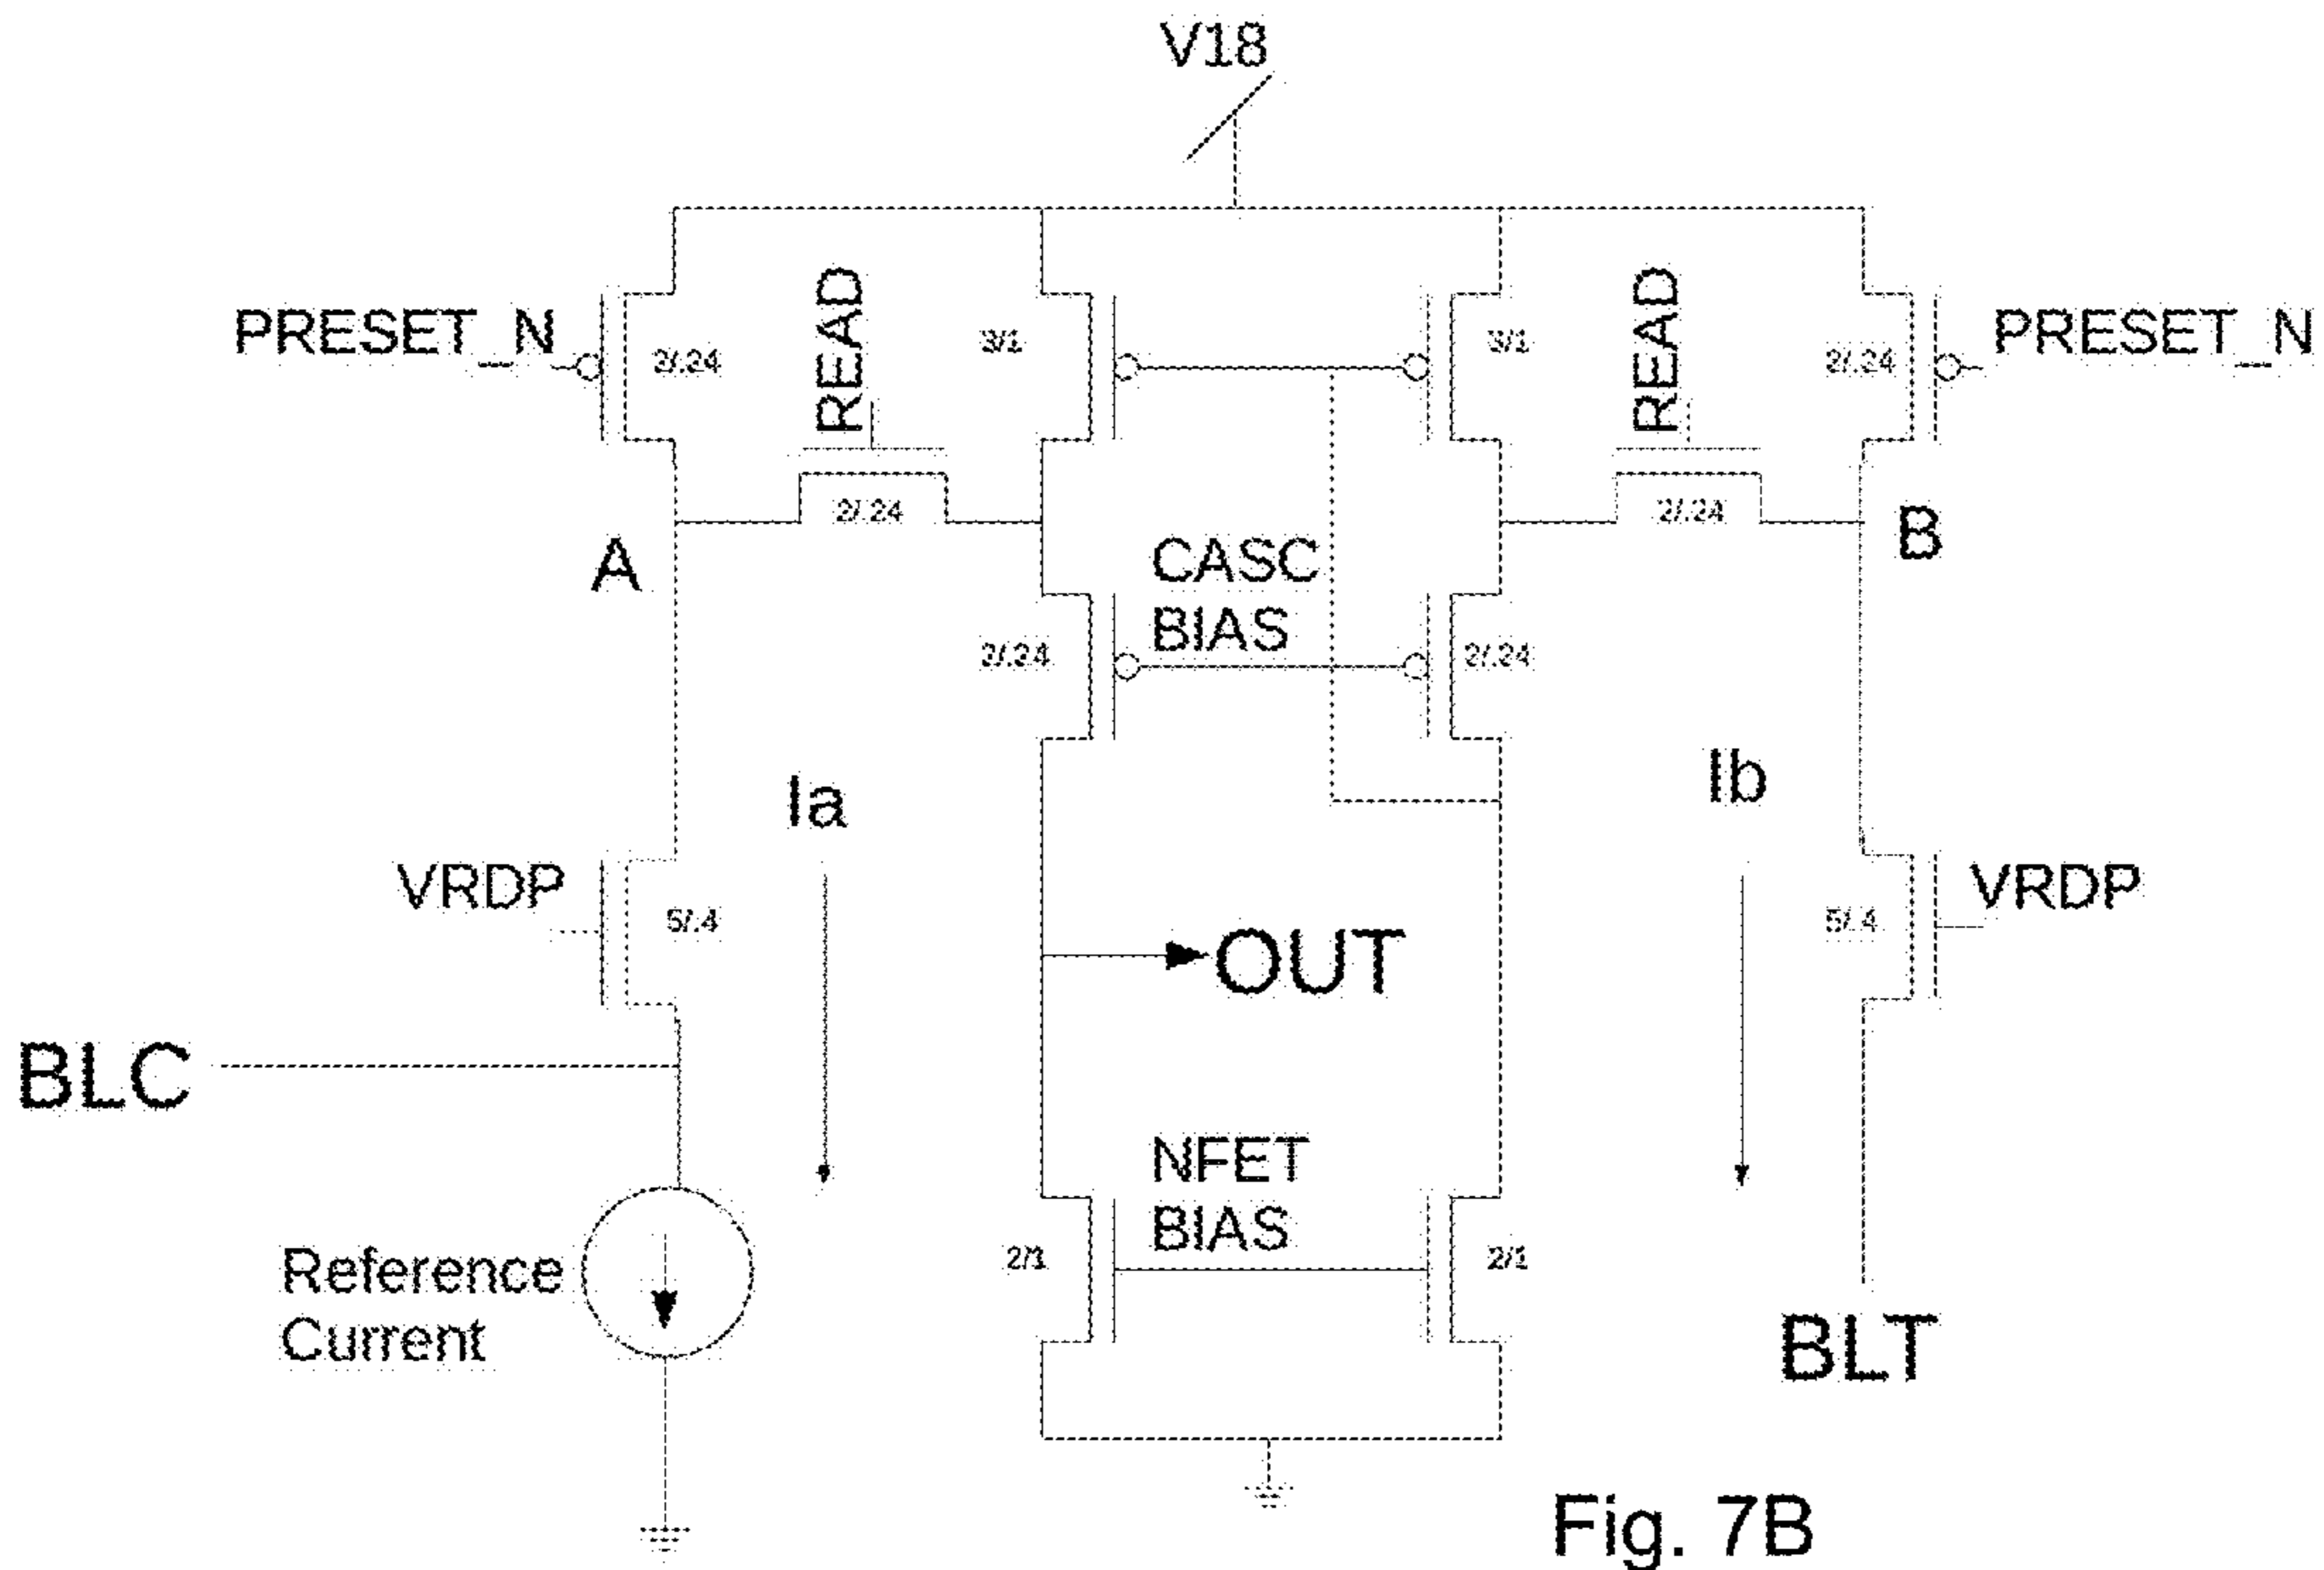 V18
PRESET_N
2/.24
READ
3/1
3/1
READ
2/.24
PRESET_N
2/.24
2/.24
A
B
CASC
BIAS
2/.24
2/.24
Ia
Ib
VRDP
5/.4
OUT
5/.4
VRDP
BLC
NFET
BIAS
2/1
2/1
Reference
Current
BLT
Fig. 7B